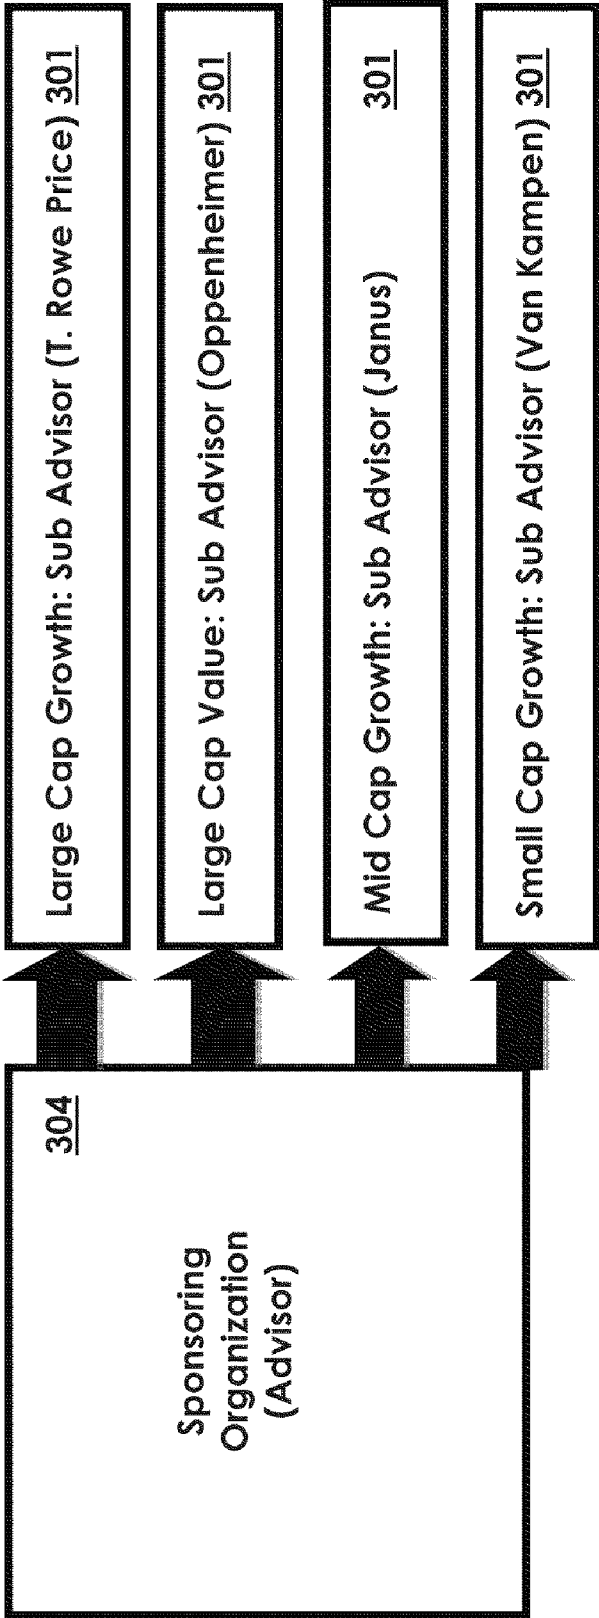 304
Sponsoring
Organization
(Advisor)
Large Cap Growth: Sub Advisor (T. Rowe Price) 301
Large Cap Value: Sub Advisor (Oppenheimer) 301
Mid Cap Growth: Sub Advisor (Janus) 301
Small Cap Growth: Sub Advisor (Van Kampen) 301